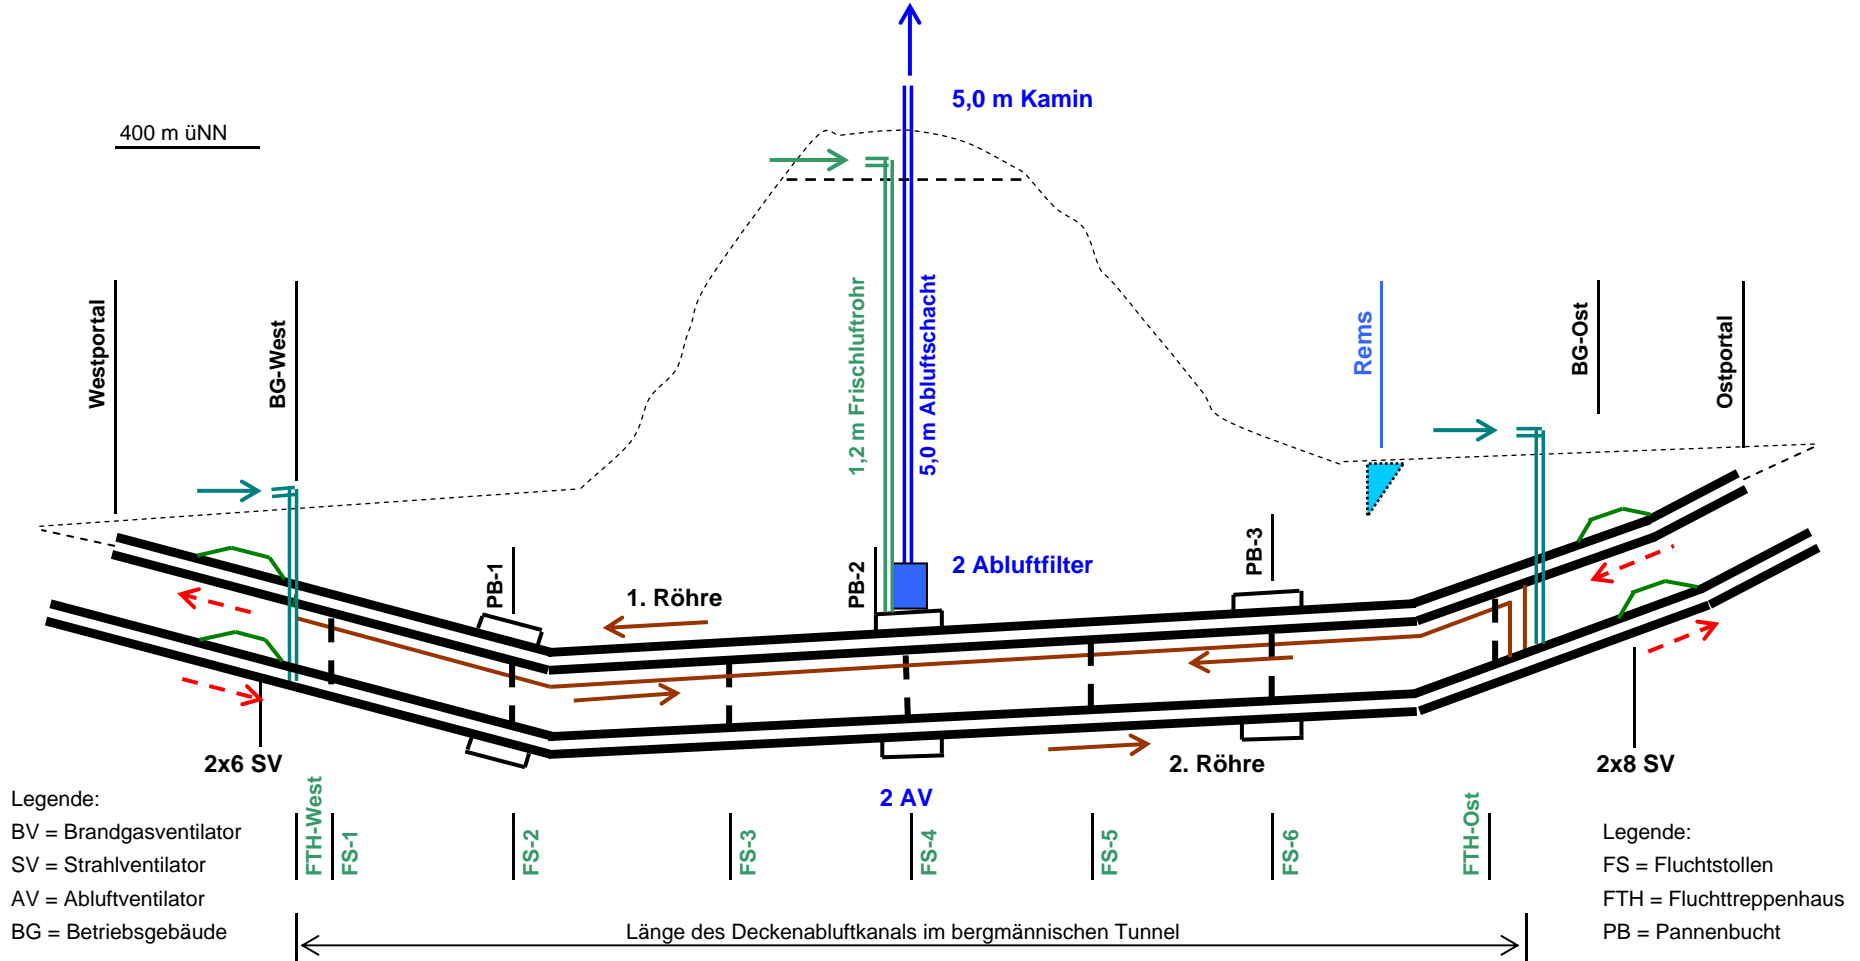 5,0 m Kamin
400 m üNN
Westportal
BG-West
1,2 m Frischluftrohr
5,0 m Abluftschacht
Rems
BG-Ost
Ostportal
PB-1
1. Röhre
PB-2
2 Abluftfilter
PB-3
2x6 SV
2. Röhre
2x8 SV
2 AV
FTH-West
FS-1
FS-2
FS-3
FS-4
FS-5
FS-6
FTH-Ost
Legende:
BV = Brandgasventilator
SV = Strahlventilator
AV = Abluftventilator
BG = Betriebsgebäude
Länge des Deckenabluftkanals im bergmännischen Tunnel
Legende:
FS = Fluchtstollen
FTH = Fluchttreppenhaus
PB = Pannenbucht